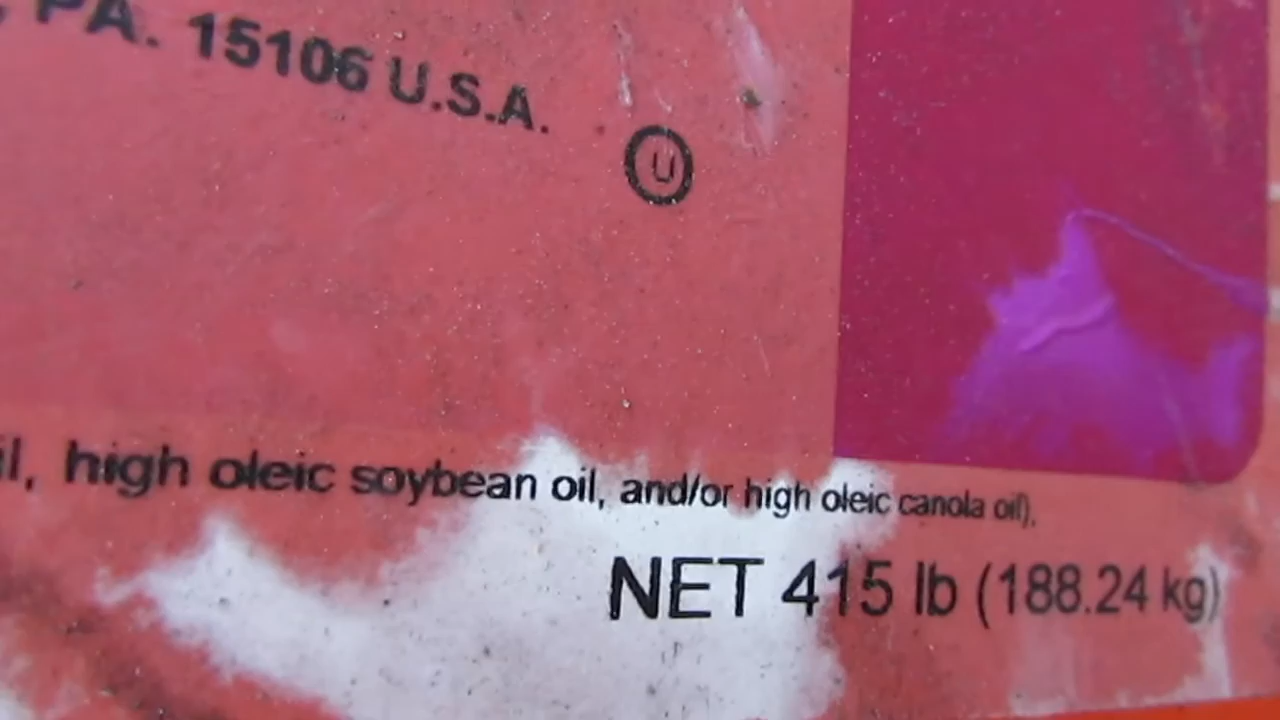 PA. 15106 U.S.A.
U
il, high oleic soybean oil, and/or high oleic canola oil),
NET 415 lb (188.24 kg)